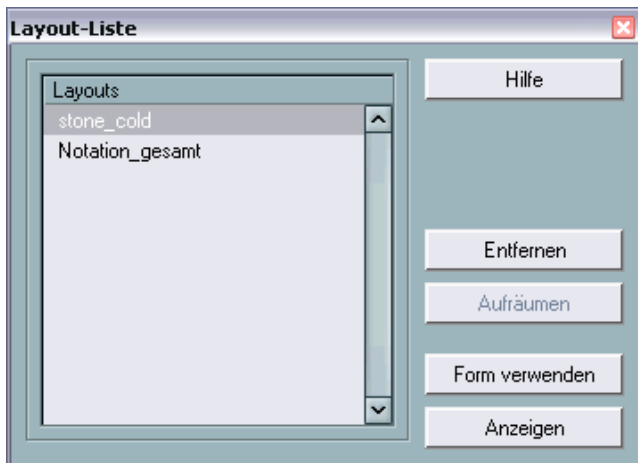 Layout-Liste
Layouts
stone_cold
Notation_gesamt
Hilfe
Entfernen
Aufräumen
Form verwenden
Anzeigen